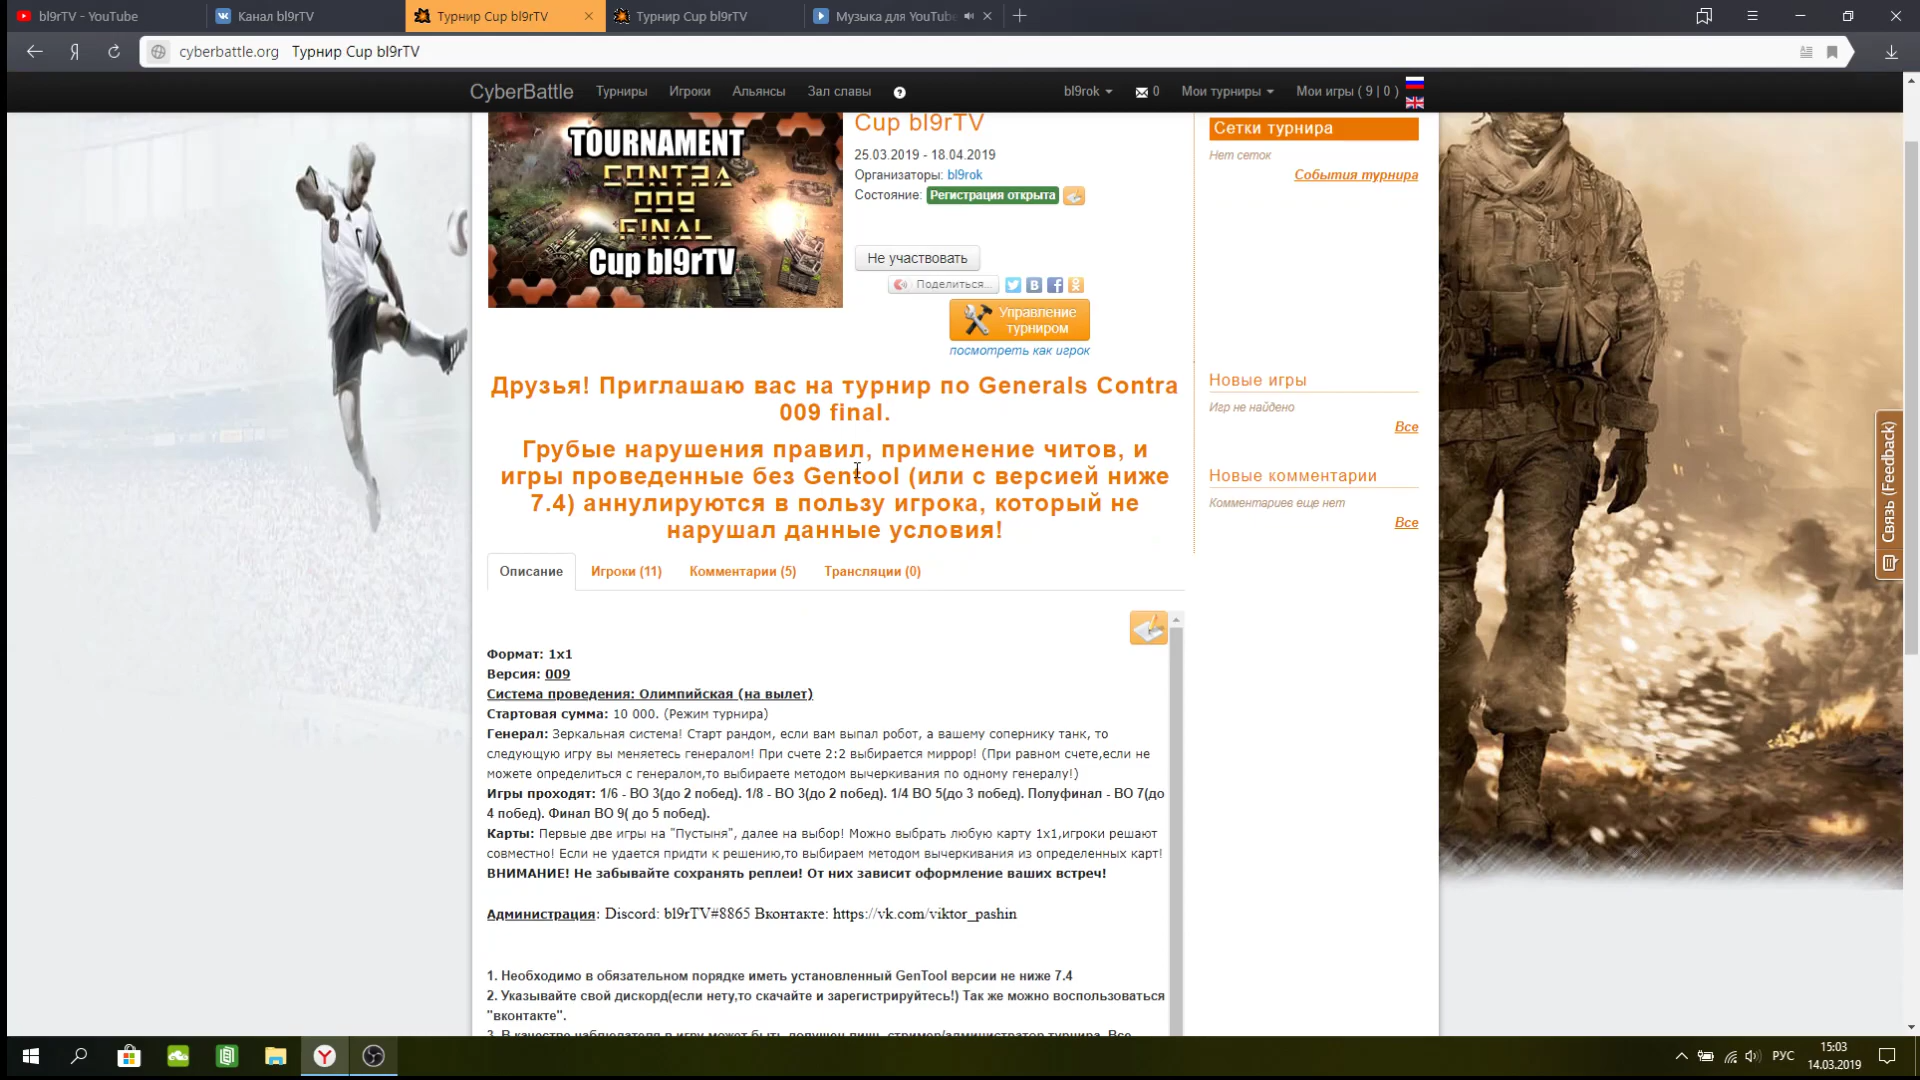 bl9rTV - YouTube
Канал bl9rTV
Турнир Cup bl9rTV
Турнир Cup bl9rTV
Музыка для YouTube
cyberbattle.org Турнир Cup bl9rTV
CyberBattle Турниры Игроки Альянсы Зал славы
bl9rok 0 Мои турниры Мои игры ( 9 | 0 )
TOURNAMENT
CONTRA
009
FINAL
Cup bl9rTV
Cup bl9rTV
25.03.2019 - 18.04.2019
Организаторы: bl9rok
Состояние: Регистрация открыта
Не участвовать
Поделиться...
Управление
турниром
посмотреть как игрок
Сетки турнира
Нет сеток
События турнира
Новые игры
Игр не найдено
Все
Новые комментарии
Комментариев еще нет
Все
Связь (Feedback)
Друзья! Приглашаю вас на турнир по Generals Contra
009 final.
Грубые нарушения правил, применение читов, и
игры проведенные без Gentool (или с версией ниже
7.4) аннулируются в пользу игрока, который не
нарушал данные условия!
Описание Игроки (11) Комментарии (5) Трансляции (0)
Формат: 1х1
Версия: 009
Система проведения: Олимпийская (на вылет)
Стартовая сумма: 10 000. (Режим турнира)
Генерал: Зеркальная система! Старт рандом, если вам выпал робот, а вашему сопернику танк, то
следующую игру вы меняетесь генералом! При счете 2:2 выбирается миррор! (При равном счете,если не
можете определиться с генералом,то выбираете методом вычеркивания по одному генералу!)
Игры проходят: 1/6 - BO 3(до 2 побед). 1/8 - BO 3(до 2 побед). 1/4 BO 5(до 3 побед). Полуфинал - BO 7(до
4 побед). Финал BO 9( до 5 побед).
Карты: Первые две игры на "Пустыня", далее на выбор! Можно выбрать любую карту 1х1,игроки решают
совместно! Если не удается придти к решению,то выбираем методом вычеркивания из определенных карт!
ВНИМАНИЕ! Не забывайте сохранять реплеи! От них зависит оформление ваших встреч!
Администрация: Discord: bl9rTV#8865 Вконтакте: https://vk.com/viktor_pashin
1. Необходимо в обязательном порядке иметь установленный GenTool версии не ниже 7.4
2. Указывайте свой дискорд(если нету,то скачайте и зарегистрируйтесь!) Так же можно воспользоваться
"вконтакте".
3. В качестве наблюдателя в игру может быть допущен лишь стример/администратор турнира. Все
РУС
15:03
14.03.2019